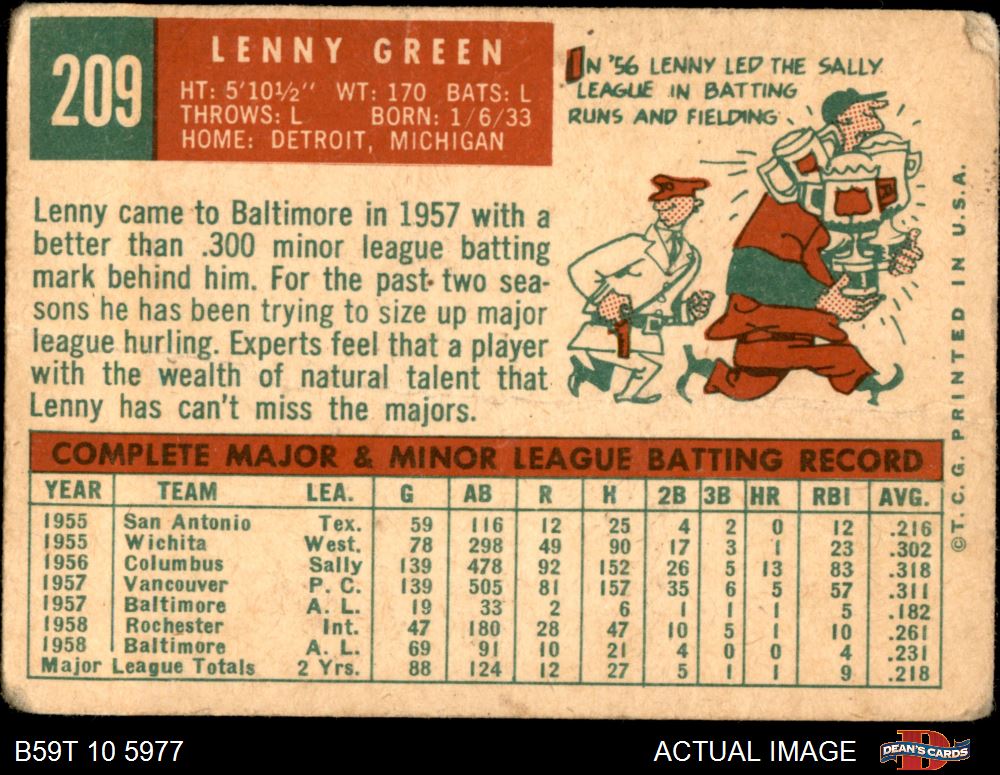 209
LENNY GREEN
HT: 5'10½" WT: 170 BATS: L
THROWS: L BORN: 1/6/33
HOME: DETROIT, MICHIGAN
IN '56 LENNY LED THE SALLY
LEAGUE IN BATTING
RUNS AND FIELDING
Lenny came to Baltimore in 1957 with a
better than .300 minor league batting
mark behind him. For the past two sea-
sons he has been trying to size up major
league hurling. Experts feel that a player
with the wealth of natural talent that
Lenny has can't miss the majors.
COMPLETE MAJOR & MINOR LEAGUE BATTING RECORD
YEAR TEAM LEA. G AB R H 2B 3B HR RBI AVG.
1955 San Antonio Tex. 59 116 12 25 4 2 0 12 .216
1955 Wichita West. 78 298 49 90 17 3 1 23 .302
1956 Columbus Sally 139 478 92 152 26 5 13 83 .318
1957 Vancouver P. C. 139 505 81 157 35 6 5 57 .311
1957 Baltimore A. L. 19 33 2 6 1 1 1 5 .182
1958 Rochester Int. 47 180 28 47 10 5 1 10 .261
1958 Baltimore A. L. 69 91 10 21 4 0 0 4 .231
Major League Totals 2 Yrs. 88 124 12 27 5 1 1 9 .218
©T.C.G. PRINTED IN U.S.A.
B59T 10 5977
ACTUAL IMAGE
D
DEAN'S CARDS